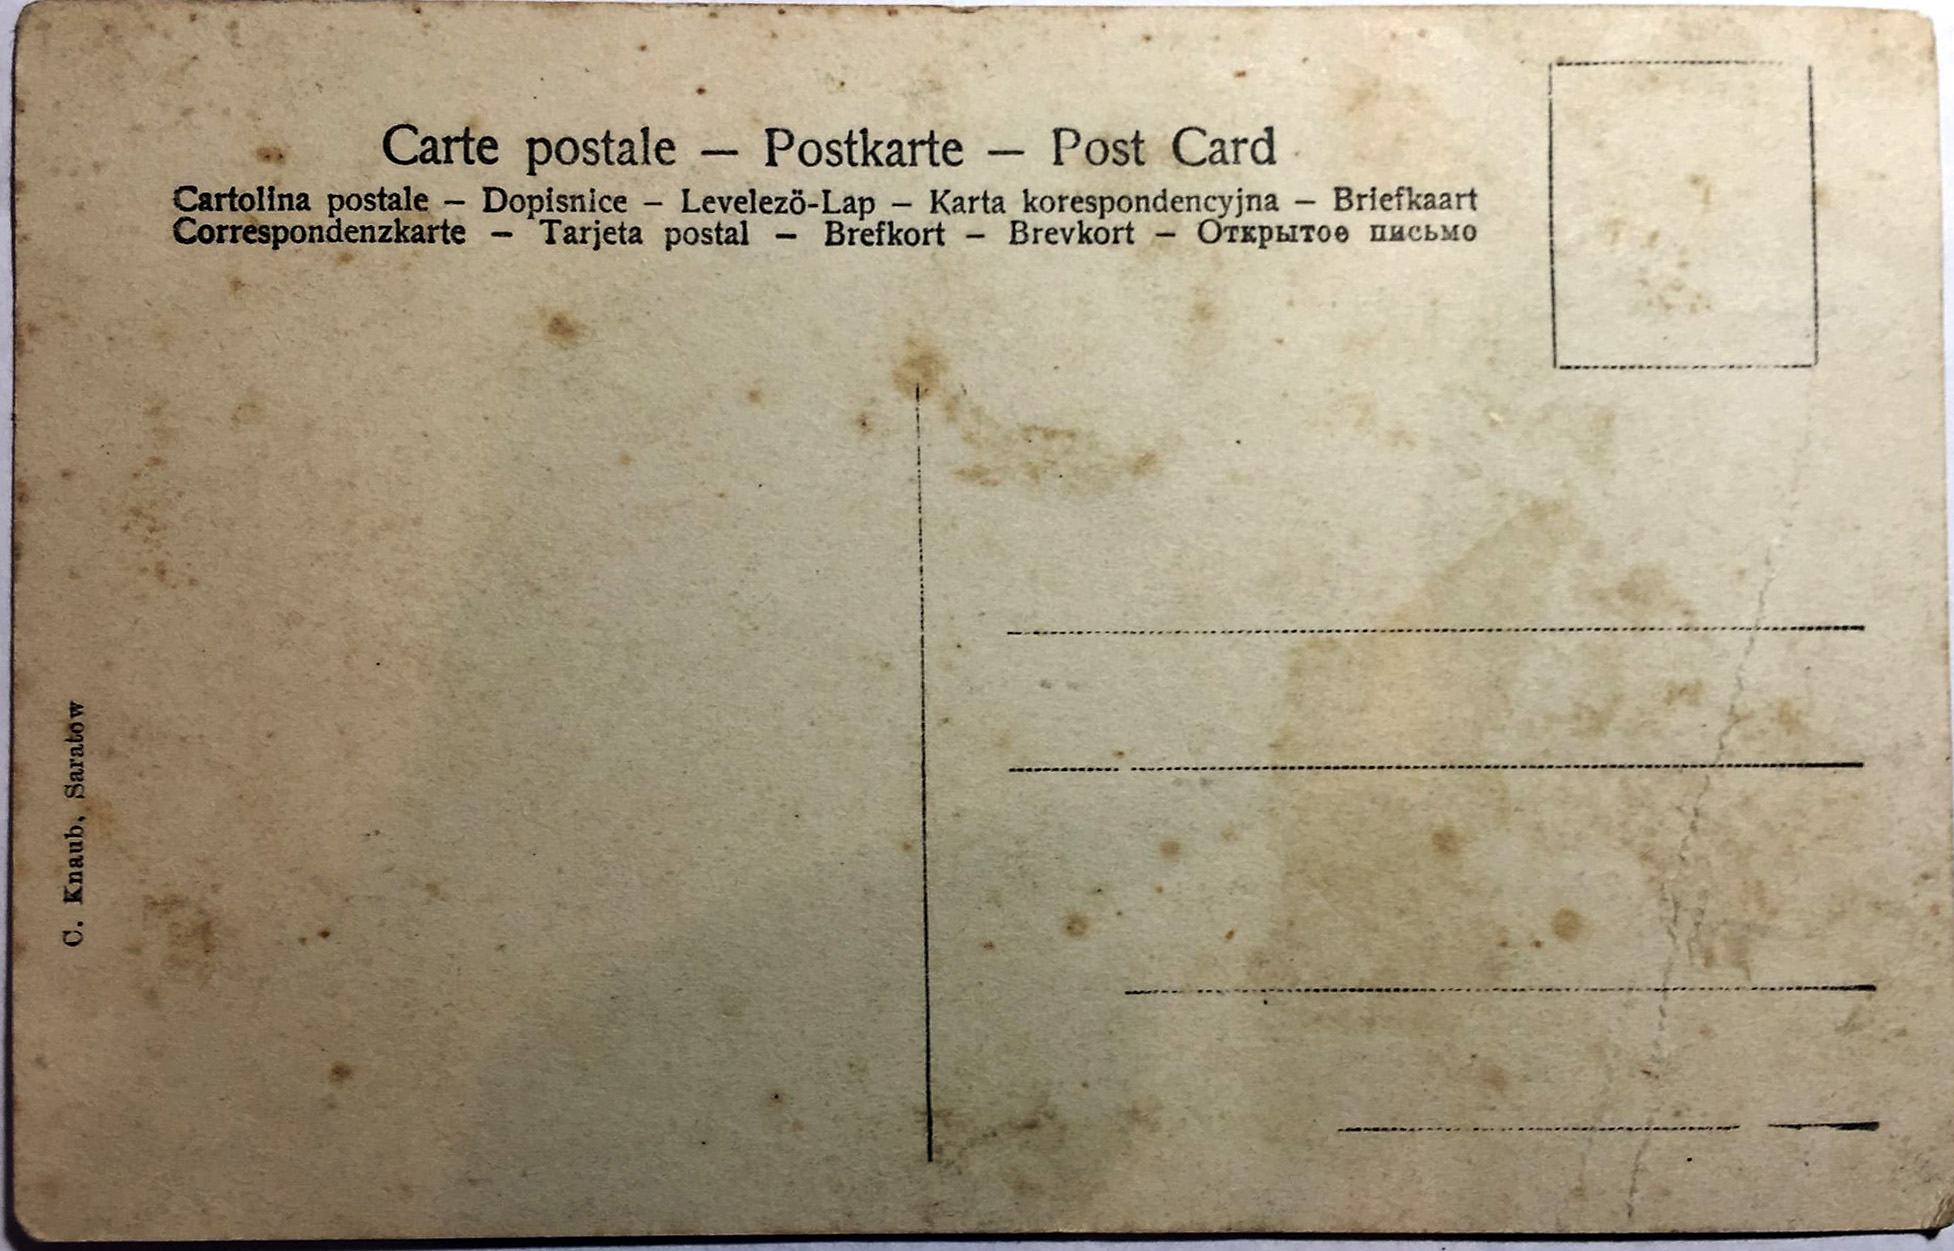 Carte postale — Postkarte — Post Card
Cartolina postale — Dopisnice — Levelezö-Lap — Karta korespondencyjna — Briefkaart
Correspondenzkarte — Tarjeta postal — Brefkort — Brevkort — Открытое письмо
C. Knaub, Saratow